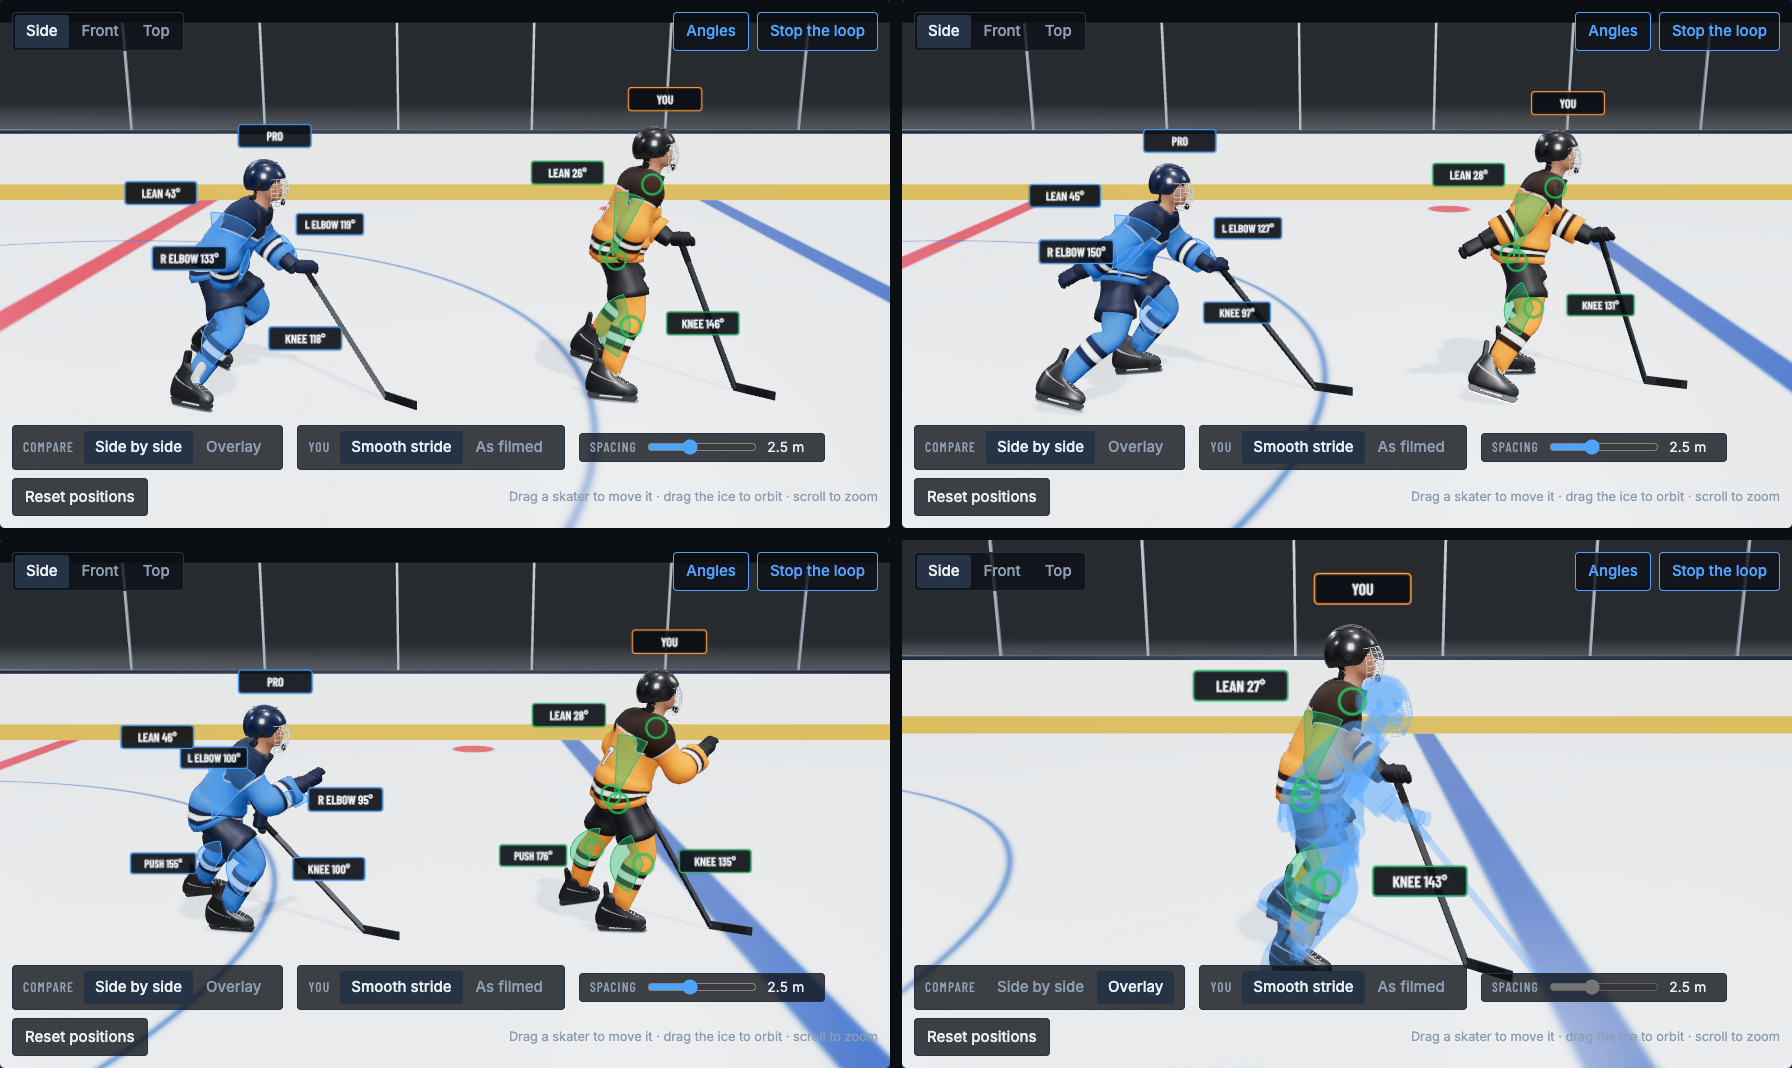 Side Front Top
Angles Stop the loop
YOU
PRO
LEAN 43°
LEAN 26°
L ELBOW 119°
R ELBOW 133°
KNEE 118°
KNEE 146°
COMPARE Side by side Overlay
YOU Smooth stride As filmed
SPACING 2.5 m
Reset positions
Drag a skater to move it · drag the ice to orbit · scroll to zoom
Side Front Top
Angles Stop the loop
YOU
PRO
LEAN 45°
LEAN 28°
L ELBOW 127°
R ELBOW 150°
KNEE 97°
KNEE 131°
COMPARE Side by side Overlay
YOU Smooth stride As filmed
SPACING 2.5 m
Reset positions
Drag a skater to move it · drag the ice to orbit · scroll to zoom
Side Front Top
Angles Stop the loop
YOU
PRO
LEAN 46°
LEAN 28°
L ELBOW 100°
R ELBOW 95°
PUSH 155°
KNEE 100°
PUSH 176°
KNEE 135°
COMPARE Side by side Overlay
YOU Smooth stride As filmed
SPACING 2.5 m
Reset positions
Drag a skater to move it · drag the ice to orbit · scroll to zoom
Side Front Top
Angles Stop the loop
YOU
LEAN 27°
KNEE 143°
COMPARE Side by side Overlay
YOU Smooth stride As filmed
SPACING 2.5 m
Reset positions
Drag a skater to move it · drag the ice to orbit · scroll to zoom